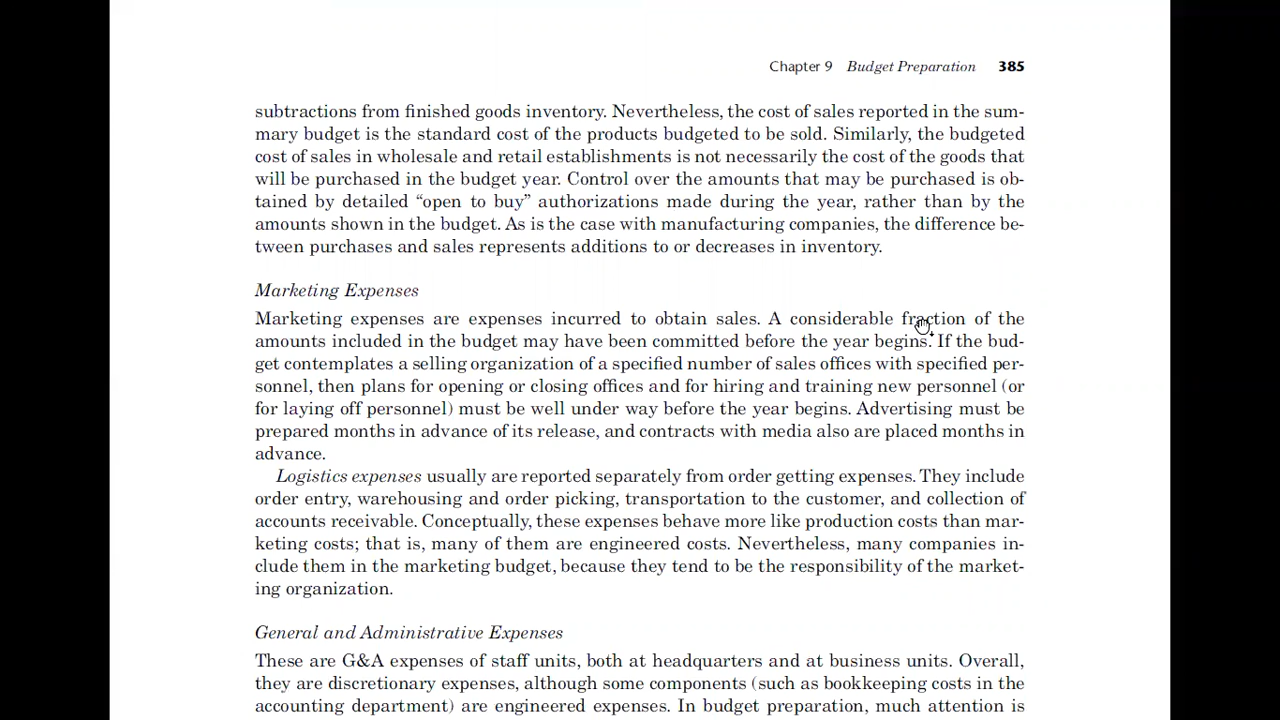 Chapter 9 Budget Preparation 385
subtractions from finished goods inventory. Nevertheless, the cost of sales reported in the sum-
mary budget is the standard cost of the products budgeted to be sold. Similarly, the budgeted
cost of sales in wholesale and retail establishments is not necessarily the cost of the goods that
will be purchased in the budget year. Control over the amounts that may be purchased is ob-
tained by detailed “open to buy” authorizations made during the year, rather than by the
amounts shown in the budget. As is the case with manufacturing companies, the difference be-
tween purchases and sales represents additions to or decreases in inventory.
Marketing Expenses
Marketing expenses are expenses incurred to obtain sales. A considerable fraction of the
amounts included in the budget may have been committed before the year begins. If the bud-
get contemplates a selling organization of a specified number of sales offices with specified per-
sonnel, then plans for opening or closing offices and for hiring and training new personnel (or
for laying off personnel) must be well under way before the year begins. Advertising must be
prepared months in advance of its release, and contracts with media also are placed months in
advance.
Logistics expenses usually are reported separately from order getting expenses. They include
order entry, warehousing and order picking, transportation to the customer, and collection of
accounts receivable. Conceptually, these expenses behave more like production costs than mar-
keting costs; that is, many of them are engineered costs. Nevertheless, many companies in-
clude them in the marketing budget, because they tend to be the responsibility of the market-
ing organization.
General and Administrative Expenses
These are G&A expenses of staff units, both at headquarters and at business units. Overall,
they are discretionary expenses, although some components (such as bookkeeping costs in the
accounting department) are engineered expenses. In budget preparation, much attention is